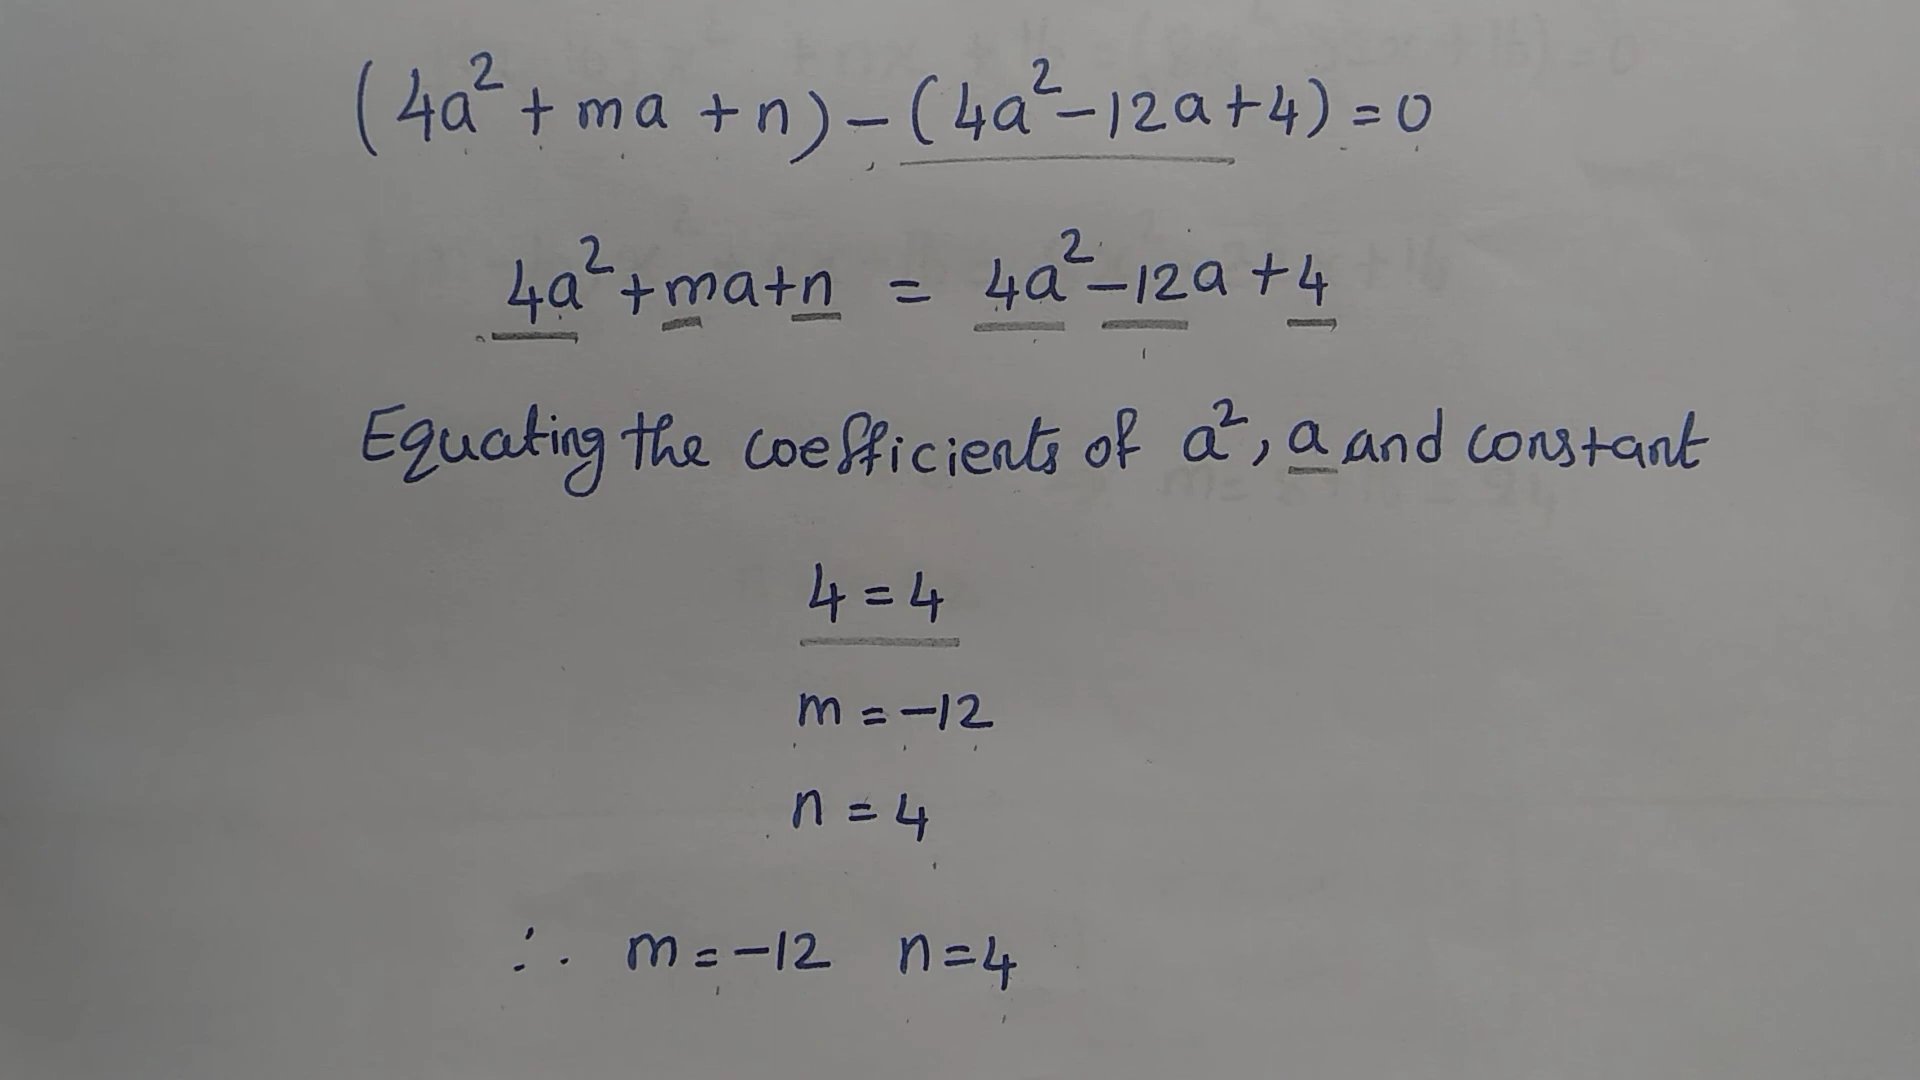 (4a² + ma + n) - (4a² - 12a + 4) = 0
4a² + ma + n = 4a² - 12a + 4
Equating the coefficients of a², a and constant
4 = 4
m = -12
n = 4
∴ m = -12 n = 4